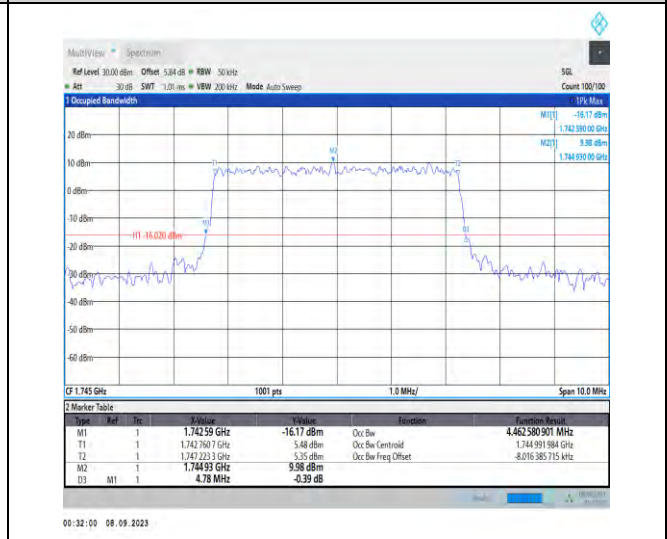 MultiView Spectrum
Ref Level 30.00 dBm Offset 5.84 dB RBW 50 kHz SGL
Att 30 dB SWT 1.01 ms VBW 200 kHz Mode Auto Sweep Count 100/100
1 Occupied Bandwidth 1Pk Max
M1[1] -16.17 dBm
1.742 590 00 GHz
M2[1] 9.98 dBm
1.744 930 00 GHz
20 dBm
M2
10 dBm
T1 T2
0 dBm
-10 dBm
M1 D3
H1 -16.020 dBm
-20 dBm
-30 dBm
-40 dBm
-50 dBm
-60 dBm
CF 1.745 GHz 1001 pts 1.0 MHz/ Span 10.0 MHz
2 Marker Table
Type Ref Trc X-Value Y-Value Function Function Result
M1 1 1.742 59 GHz -16.17 dBm Occ Bw 4.462 580 901 MHz
T1 1 1.742 760 7 GHz 5.48 dBm Occ Bw Centroid 1.744 991 984 GHz
T2 1 1.747 223 3 GHz 5.35 dBm Occ Bw Freq Offset -8.016 385 715 kHz
M2 1 1.744 93 GHz 9.98 dBm
D3 M1 1 4.78 MHz -0.39 dB
00:32:00 08.09.2023